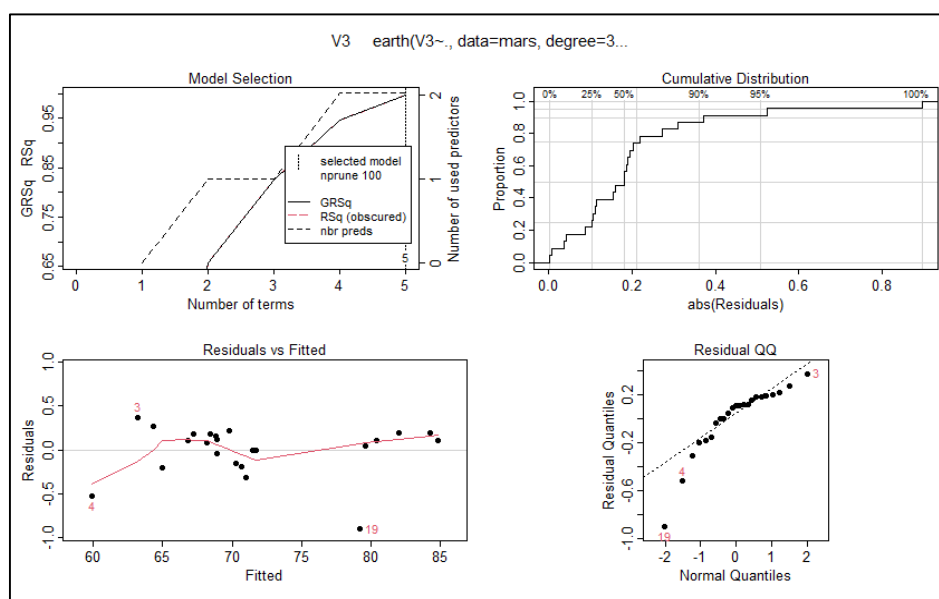 V3 earth(V3~., data=mars, degree=3...
Model Selection
GRSq RSq
0.65 0.75 0.85 0.95
selected model
nprune 100
GRSq
RSq (obscured)
nbr preds
5
0 1 2
Number of used predictors
0 1 2 3 4 5
Number of terms
Cumulative Distribution
0% 25% 50% 90% 95% 100%
Proportion
0.0 0.2 0.4 0.6 0.8 1.0
0.0 0.2 0.4 0.6 0.8
abs(Residuals)
Residuals vs Fitted
Residuals
-1.0 -0.5 0.0 0.5 1.0
3
4
19
60 65 70 75 80 85
Fitted
Residual QQ
Residual Quantiles
-1.0 -0.6 -0.2 0.2
3
4
19
-2 -1 0 1 2
Normal Quantiles